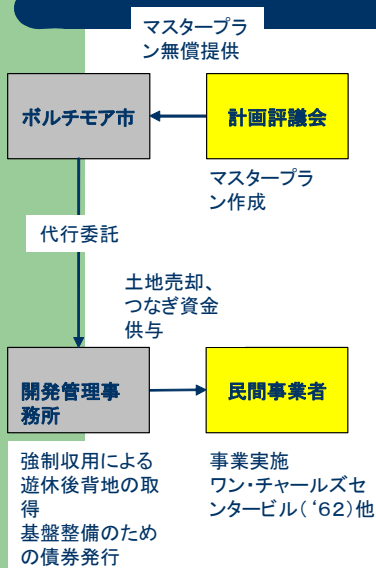 マスタープラ
ン無償提供
ボルチモア市
計画評議会
マスタープラ
ン作成
代行委託
土地売却、
つなぎ資金
供与
開発管理事
務所
民間事業者
強制収用による
遊休後背地の取
得
基盤整備のため
の債券発行
事業実施
ワン・チャールズセ
ンタービル(‘62)他